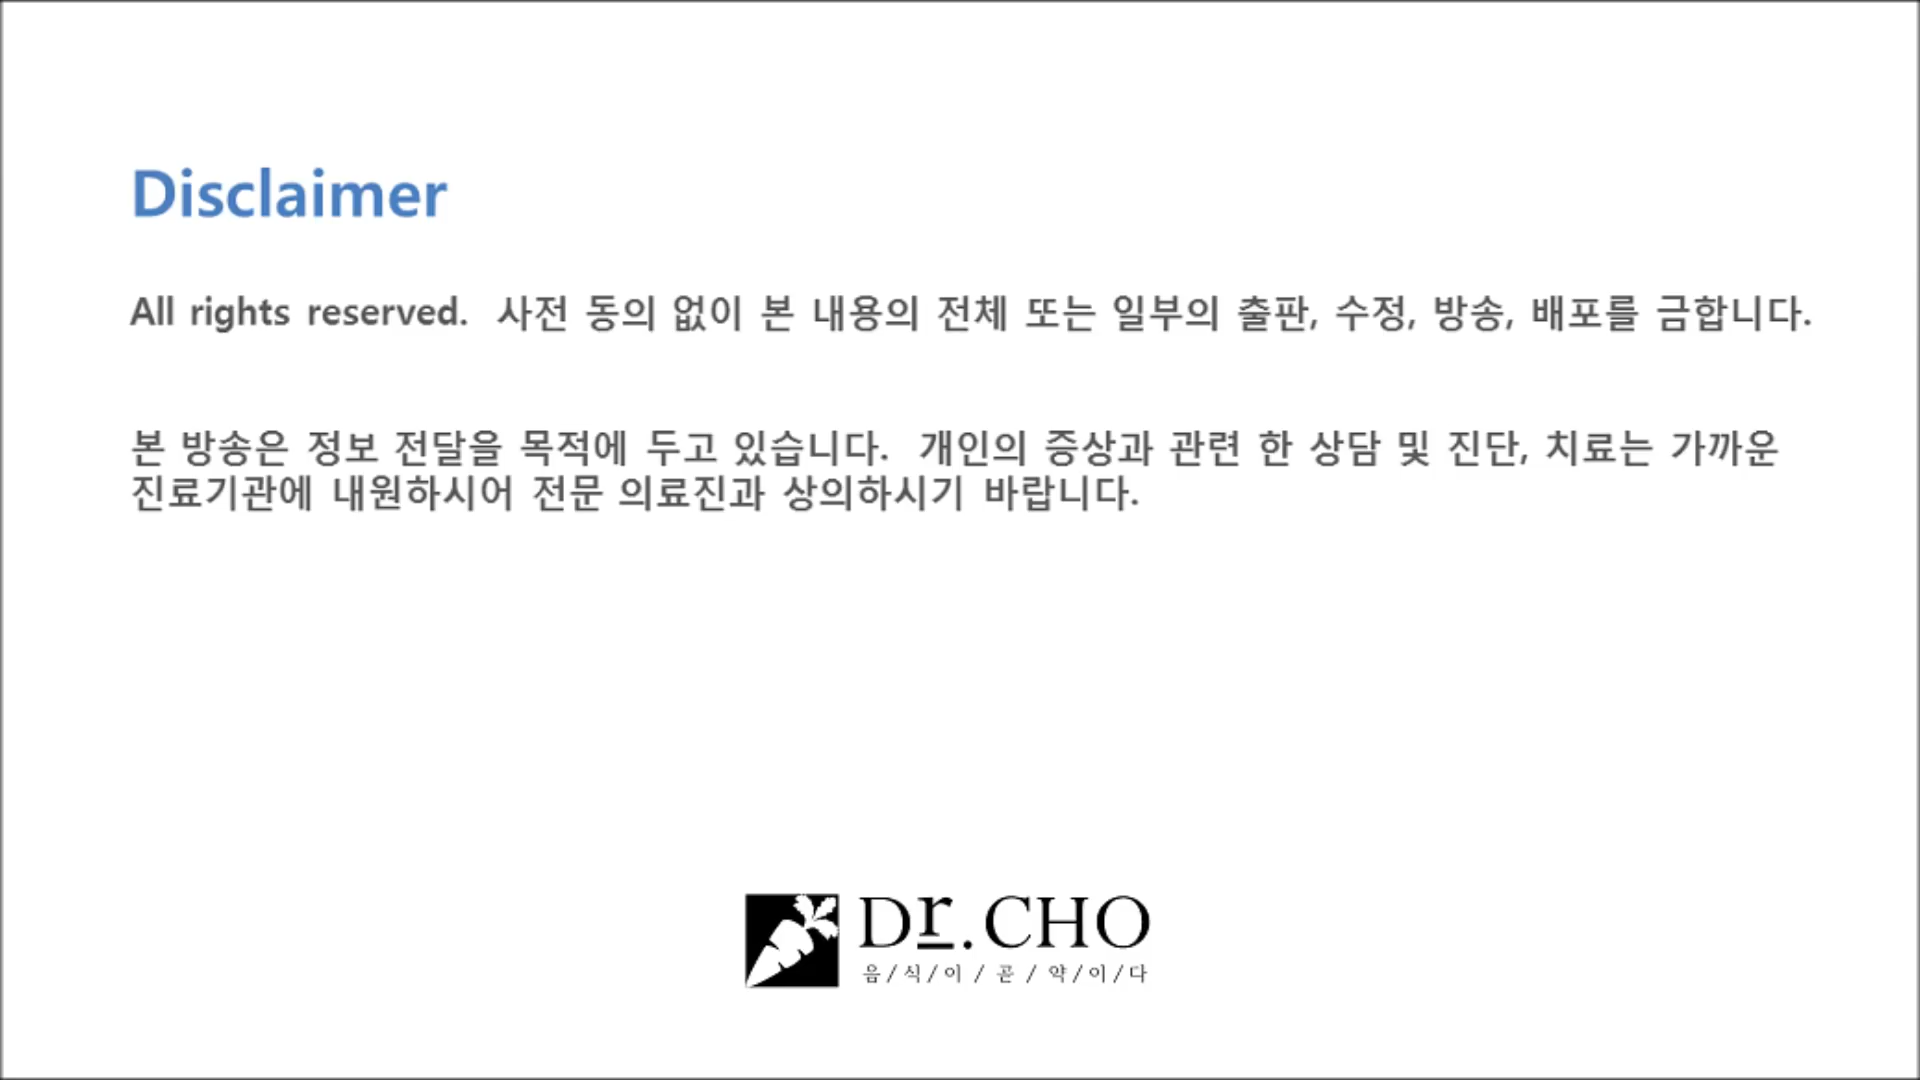 Disclaimer
All rights reserved. 사전 동의 없이 본 내용의 전체 또는 일부의 출판, 수정, 방송, 배포를 금합니다.
본 방송은 정보 전달을 목적에 두고 있습니다. 개인의 증상과 관련 한 상담 및 진단, 치료는 가까운
진료기관에 내원하시어 전문 의료진과 상의하시기 바랍니다.
Dr.CHO
음/식/이/곧/약/이/다